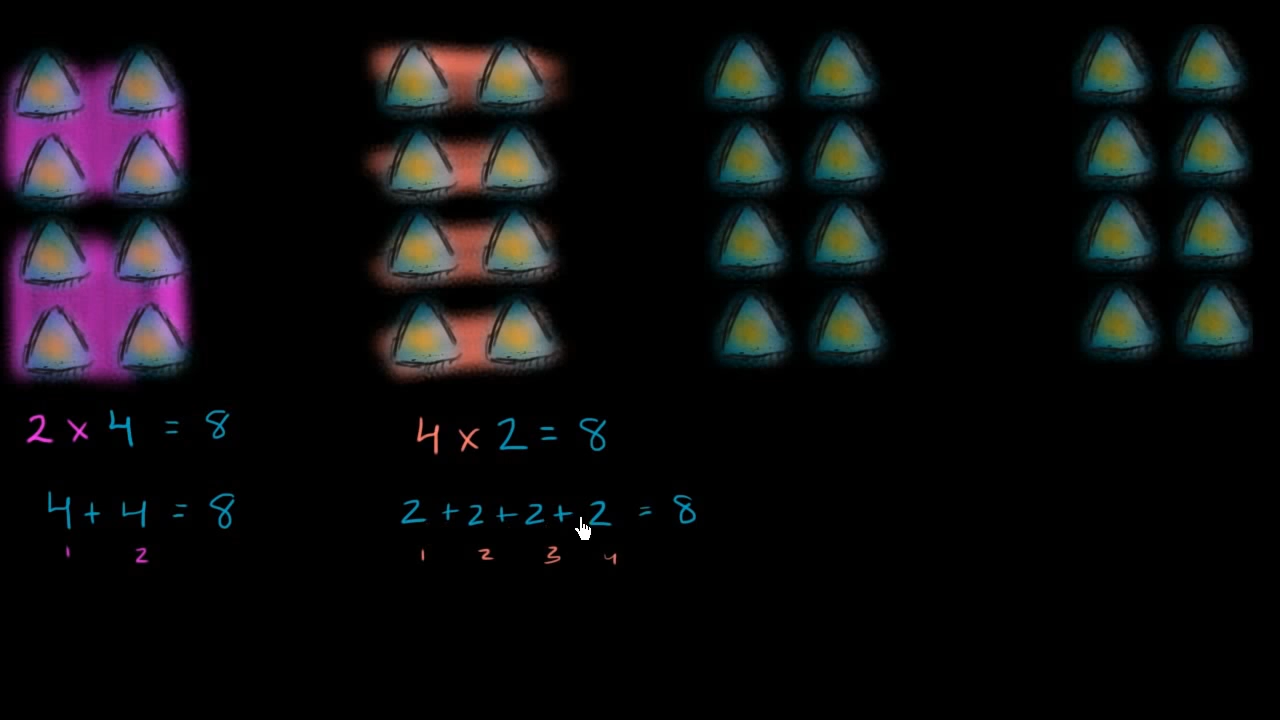 2 x 4 = 8
4 + 4 = 8
1 2
4 x 2 = 8
2 + 2 + 2 + 2 = 8
1 2 3 4